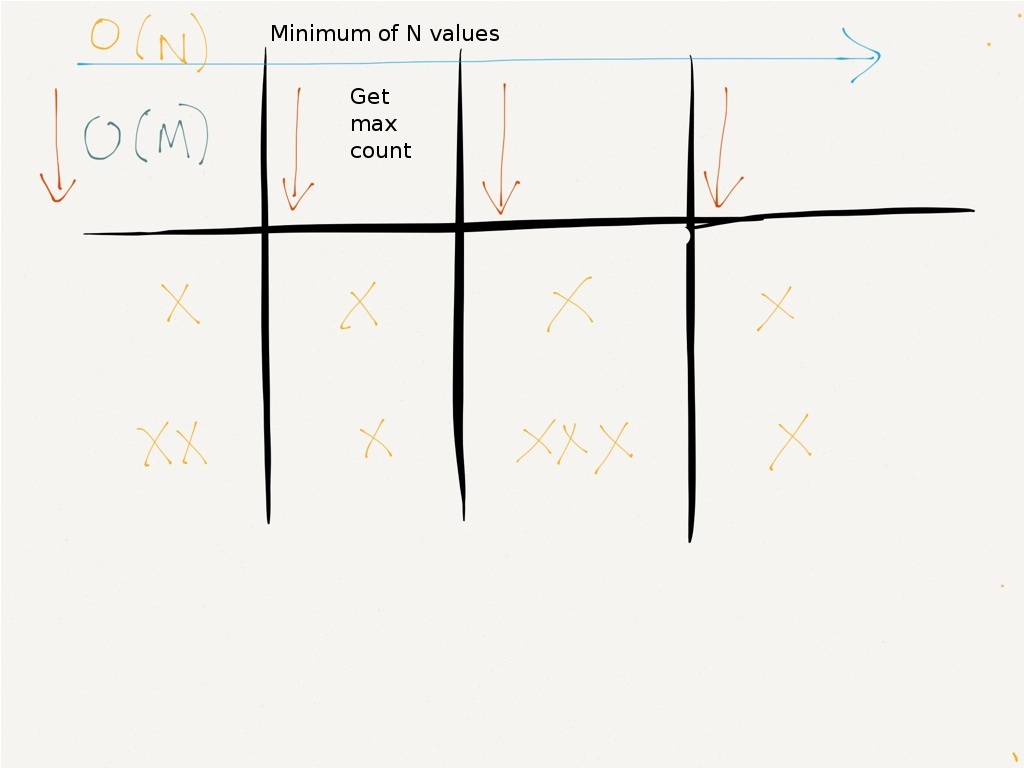 O(N)
Minimum of N values
O(M)
Get
max
count
X X X X
XX X XXX X